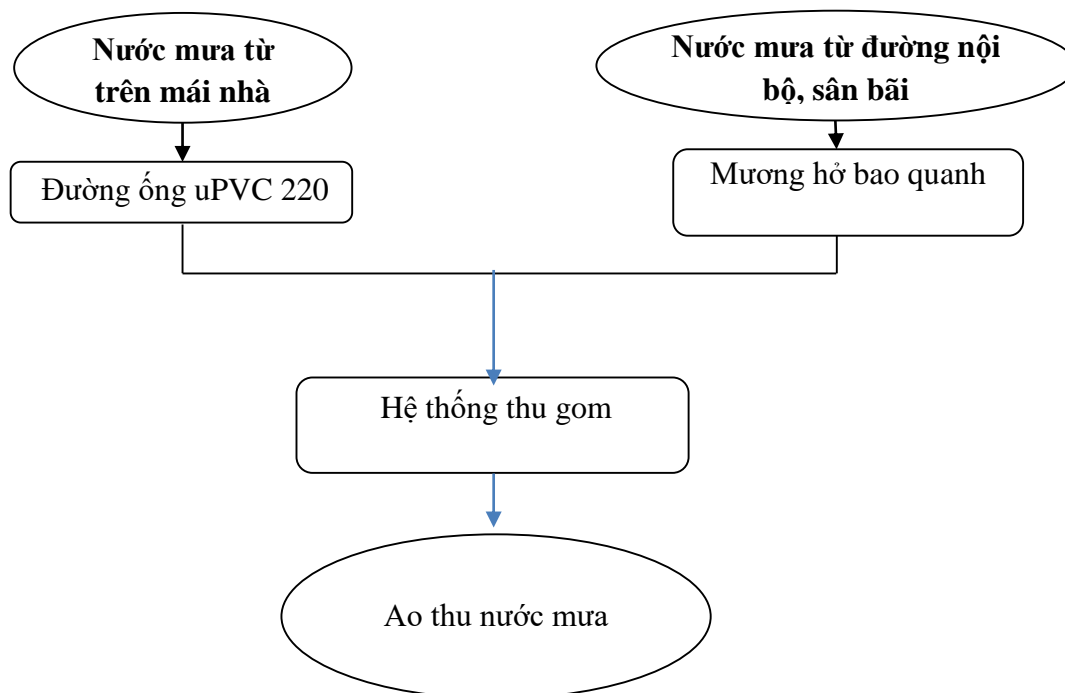 Nước mưa từ
trên mái nhà
Nước mưa từ đường nội
bộ, sân bãi
Đường ống uPVC 220
Mương hở bao quanh
Hệ thống thu gom
Ao thu nước mưa